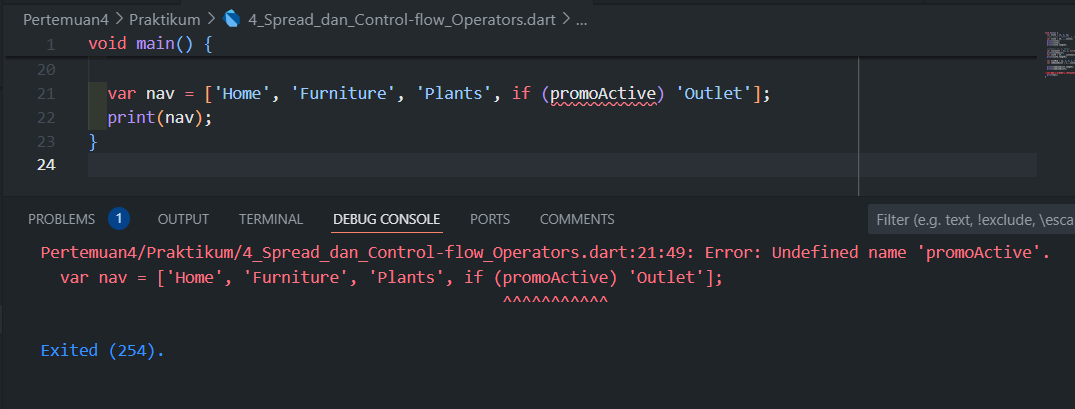 Pertemuan4 > Praktikum > 4_Spread_dan_Control-flow_Operators.dart > ...
1 void main() {
20
21 var nav = ['Home', 'Furniture', 'Plants', if (promoActive) 'Outlet'];
22 print(nav);
23 }
24
PROBLEMS 1 OUTPUT TERMINAL DEBUG CONSOLE PORTS COMMENTS Filter (e.g. text, !exclude, \esca
Pertemuan4/Praktikum/4_Spread_dan_Control-flow_Operators.dart:21:49: Error: Undefined name 'promoActive'.
var nav = ['Home', 'Furniture', 'Plants', if (promoActive) 'Outlet'];
^^^^^^^^^^^
Exited (254).